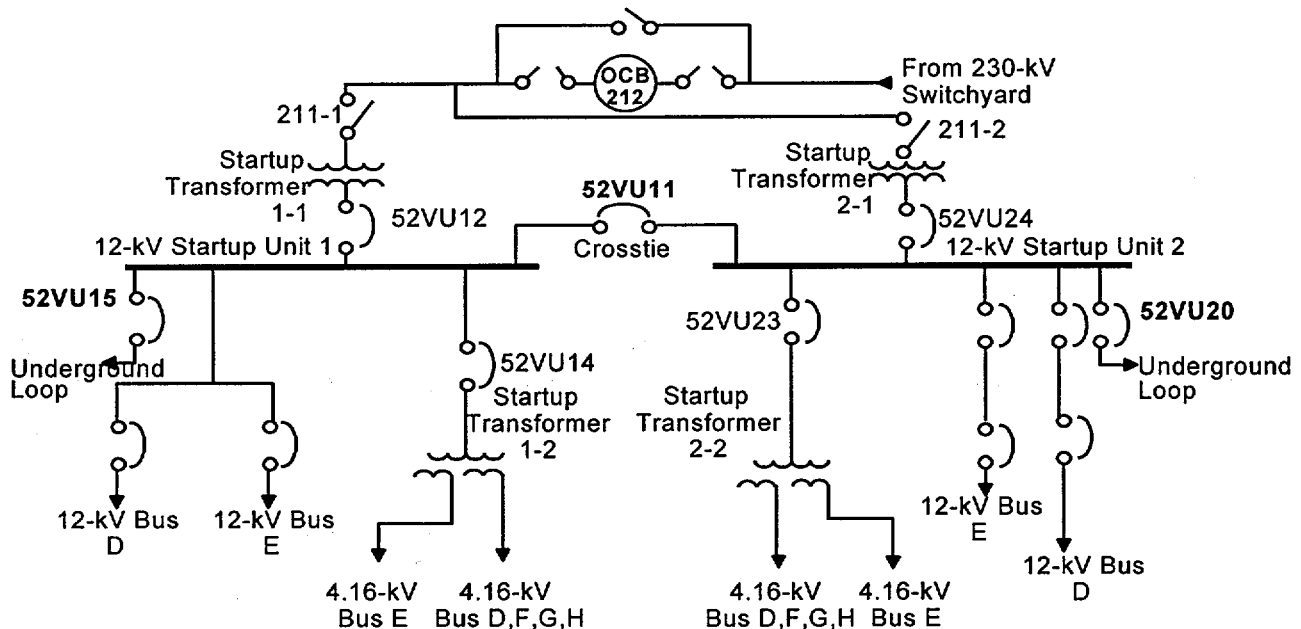 OCB
212
From 230-kV
Switchyard
211-1
211-2
Startup
Transformer
1-1
Startup
Transformer
2-1
52VU11
52VU12
52VU24
Crosstie
12-kV Startup Unit 1
12-kV Startup Unit 2
52VU15
52VU23
52VU20
52VU14
Underground
Loop
Underground
Loop
Startup
Transformer
1-2
Startup
Transformer
2-2
12-kV Bus
D
12-kV Bus
E
12-kV Bus
E
12-kV Bus
D
4.16-kV
Bus E
4.16-kV
Bus D,F,G,H
4.16-kV
Bus D,F,G,H
4.16-kV
Bus E